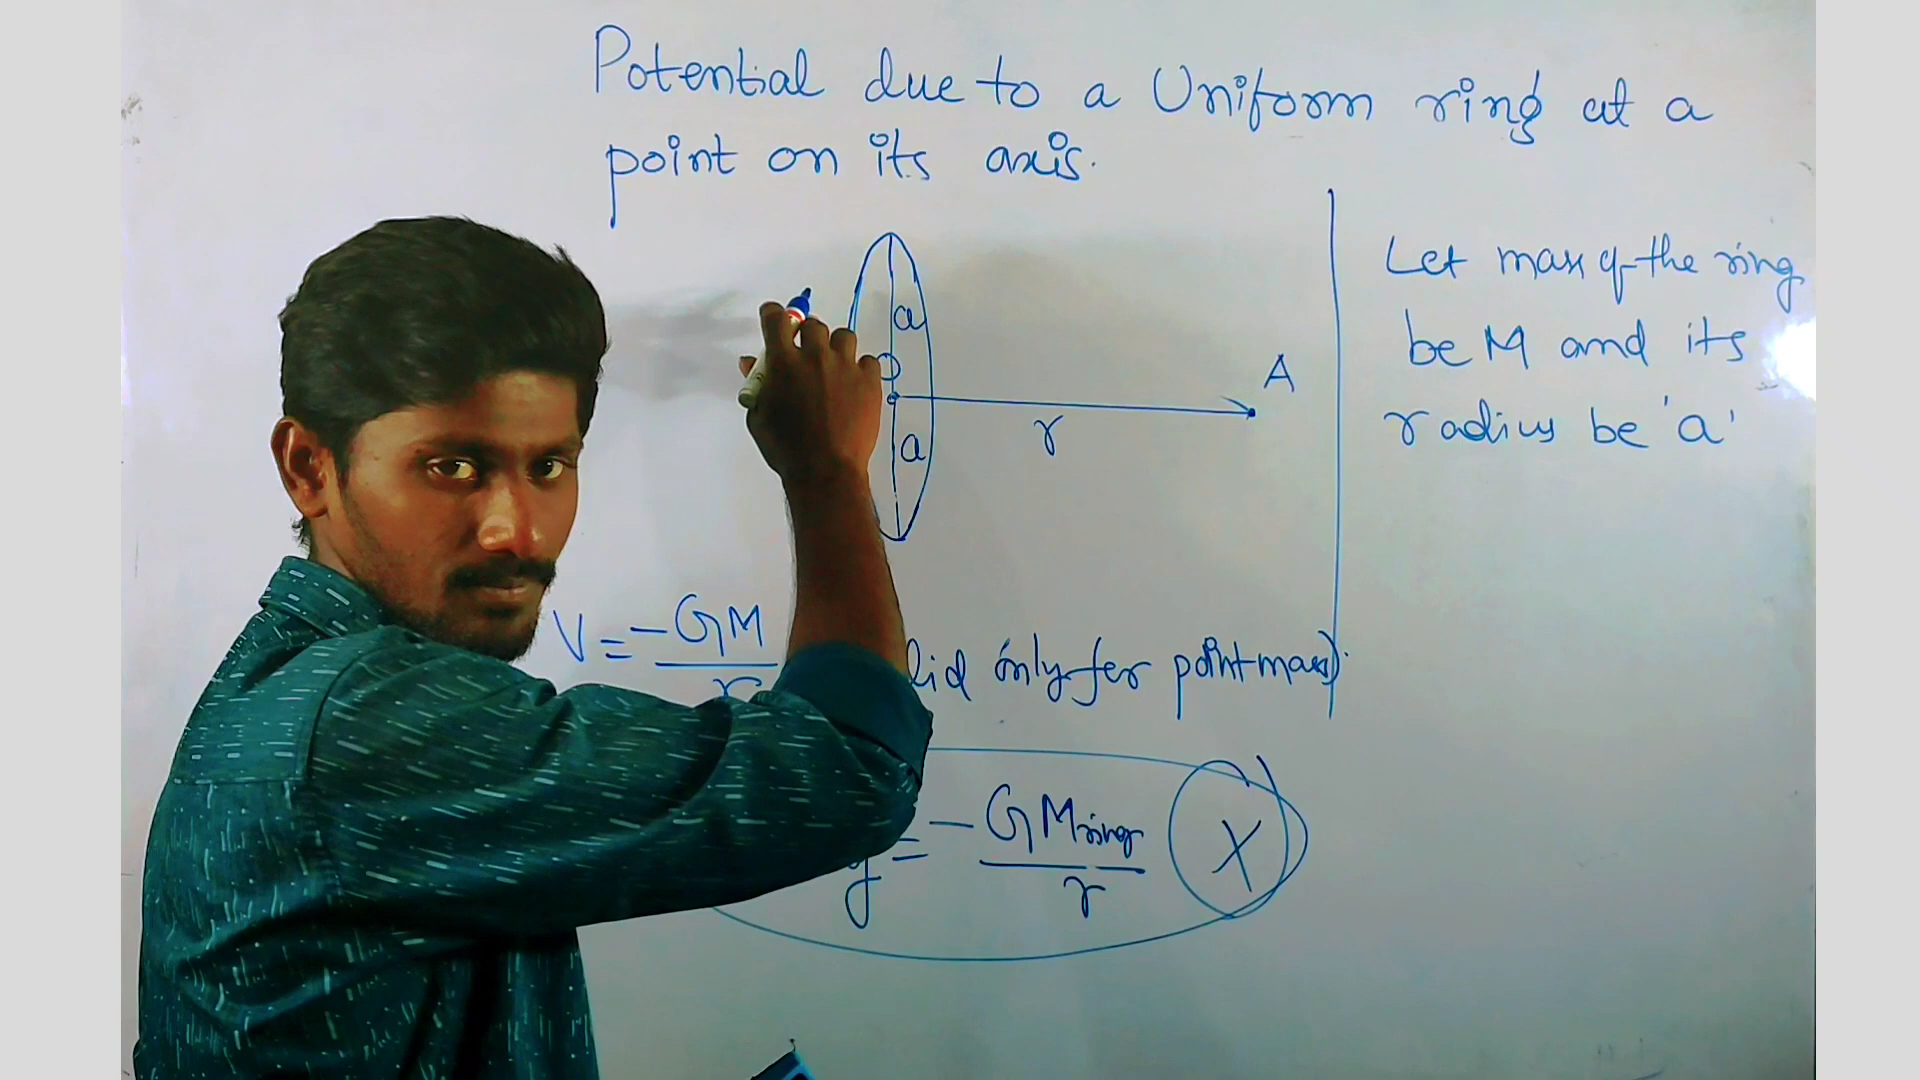 Potential due to a Uniform ring at a
point on its axis.
a
a
r
A
Let mass of the ring
be M and its
radius be 'a'
V = -GM
r
lid only for point mass).
= - GMring
r
X